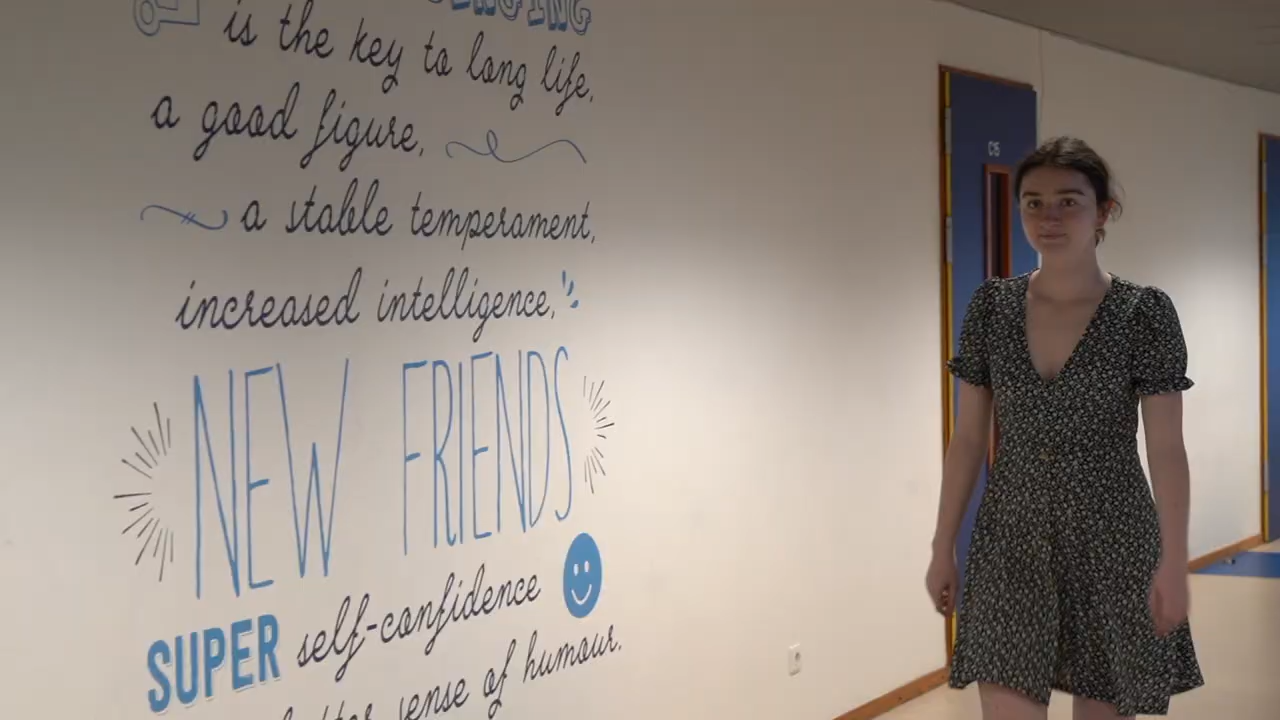 is the key to long life,
a good figure,
a stable temperament,
increased intelligence,
NEW FRIENDS
SUPER self-confidence
sense of humour.
C15